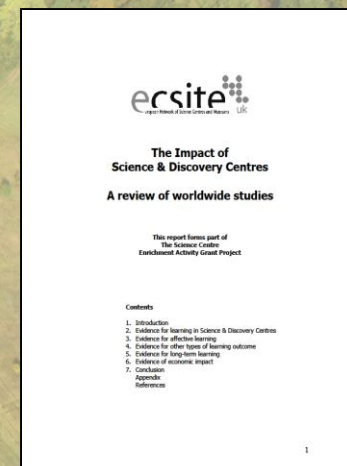 ecsite
uk
The Impact of
Science & Discovery Centres
A review of worldwide studies
This report forms part of
The Science Centre
Enrichment Activity Grant Project
Contents
1. Introduction
2. Evidence for learning in Science & Discovery Centres
3. Evidence for affective learning
4. Evidence for other types of learning outcome
5. Evidence for long-term learning
6. Evidence of economic impact
7. Conclusion
Appendix
References
1